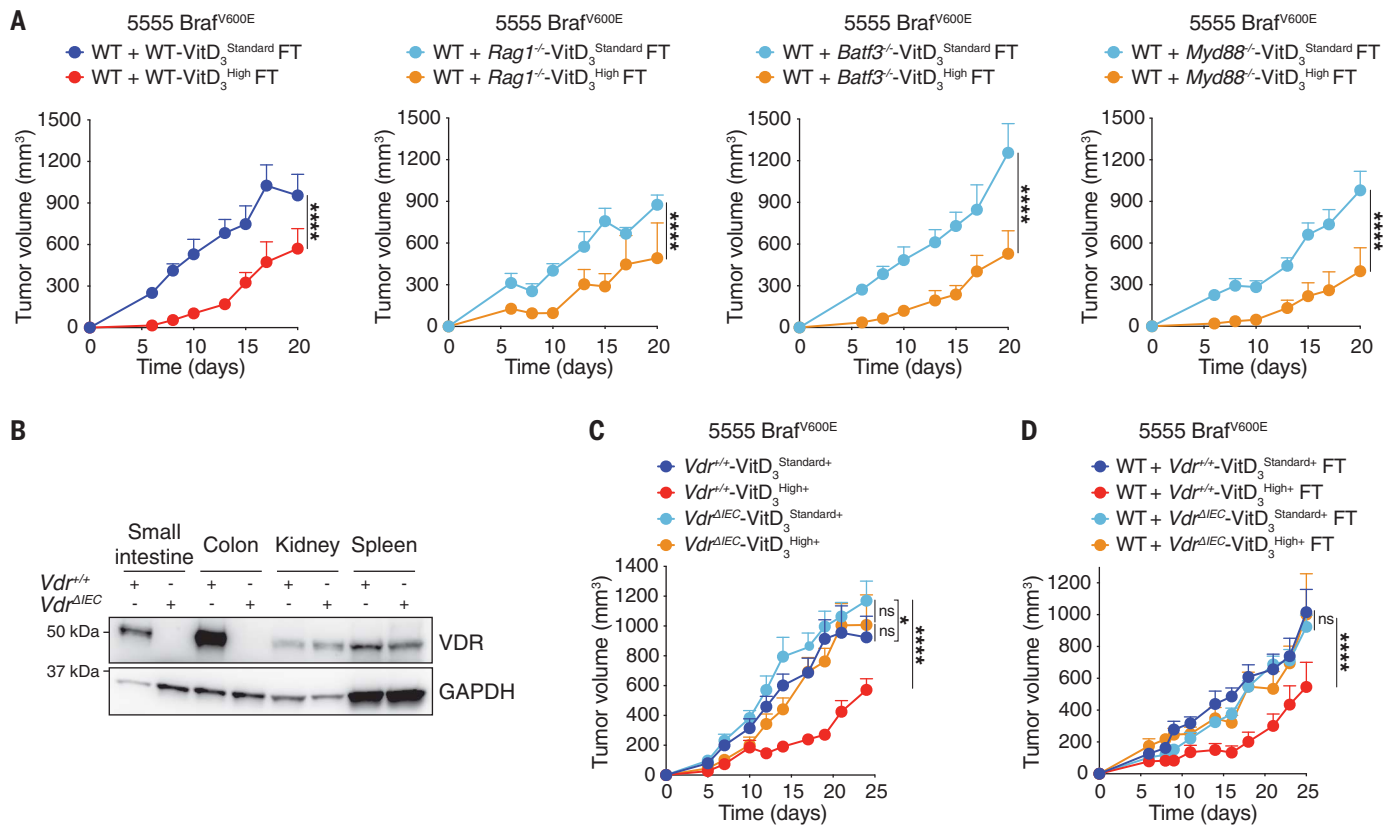 A
5555 Braf^V600E
WT + WT-VitD₃^Standard FT
WT + WT-VitD₃^High FT
Tumor volume (mm³)
1500
1200
900
600
300
0
0 5 10 15 20
Time (days)
****
5555 Braf^V600E
WT + Rag1^-/--VitD₃^Standard FT
WT + Rag1^-/--VitD₃^High FT
Tumor volume (mm³)
1500
1200
900
600
300
0
0 5 10 15 20
Time (days)
****
5555 Braf^V600E
WT + Batf3^-/--VitD₃^Standard FT
WT + Batf3^-/--VitD₃^High FT
Tumor volume (mm³)
1500
1200
900
600
300
0
0 5 10 15 20
Time (days)
****
5555 Braf^V600E
WT + Myd88^-/--VitD₃^Standard FT
WT + Myd88^-/--VitD₃^High FT
Tumor volume (mm³)
1500
1200
900
600
300
0
0 5 10 15 20
Time (days)
****
B
Small intestine Colon Kidney Spleen
Vdr^+/+ + - + - + - + -
Vdr^ΔIEC - + - + - + - +
50 kDa
VDR
37 kDa
GAPDH
C
5555 Braf^V600E
Vdr^+/+-VitD₃^Standard+
Vdr^+/+-VitD₃^High+
Vdr^ΔIEC-VitD₃^Standard+
Vdr^ΔIEC-VitD₃^High+
Tumor volume (mm³)
1400
1200
1000
800
600
400
200
0
0 5 10 15 20 25
Time (days)
ns
ns
*
****
D
5555 Braf^V600E
WT + Vdr^+/+-VitD₃^Standard+ FT
WT + Vdr^+/+-VitD₃^High+ FT
WT + Vdr^ΔIEC-VitD₃^Standard+ FT
WT + Vdr^ΔIEC-VitD₃^High+ FT
Tumor volume (mm³)
1200
1000
800
600
400
200
0
0 5 10 15 20 25
Time (days)
ns
****